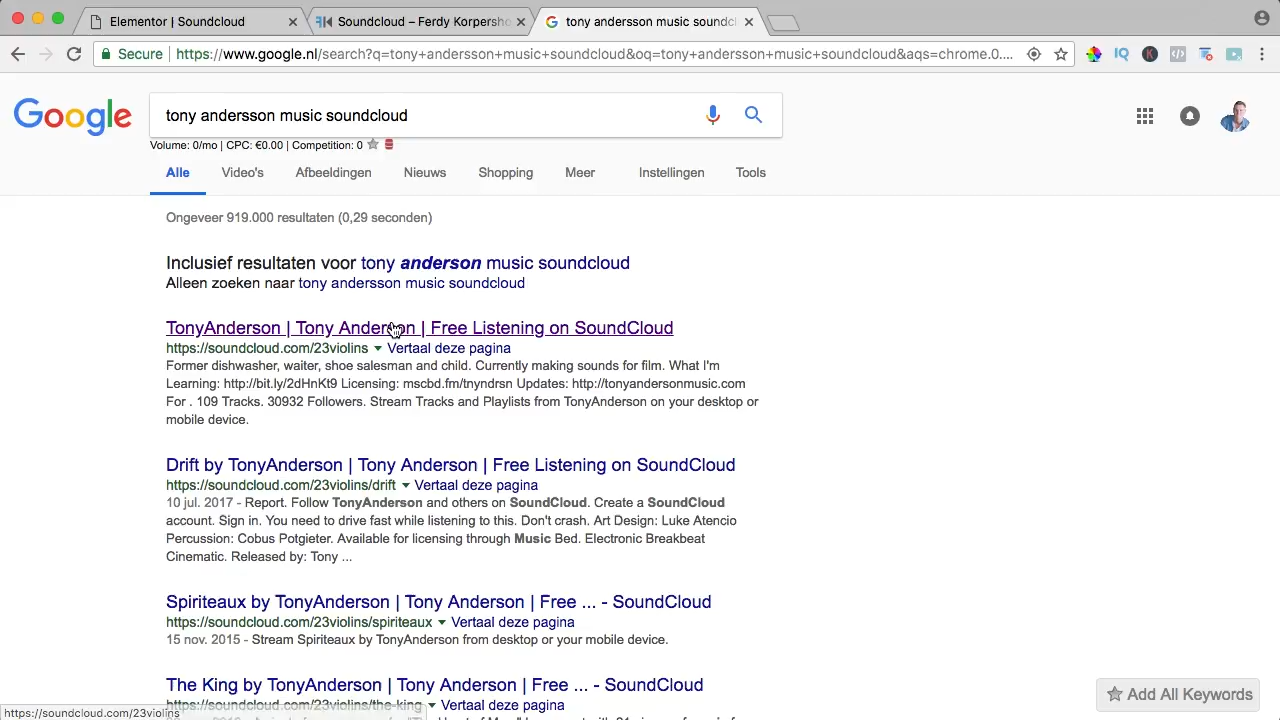 Elementor | Soundcloud
Soundcloud – Ferdy Korpersho
tony andersson music soundcl
Secure
https://www.google.nl/search?q=tony+andersson+music+soundcloud&oq=tony+andersson+music+soundcloud&aqs=chrome.0....
Google
tony andersson music soundcloud
Volume: 0/mo | CPC: €0.00 | Competition: 0
Alle Video's Afbeeldingen Nieuws Shopping Meer Instellingen Tools
Ongeveer 919.000 resultaten (0,29 seconden)
Inclusief resultaten voor tony anderson music soundcloud
Alleen zoeken naar tony andersson music soundcloud
TonyAnderson | Tony Anderson | Free Listening on SoundCloud
https://soundcloud.com/23violins Vertaal deze pagina
Former dishwasher, waiter, shoe salesman and child. Currently making sounds for film. What I'm
Learning: http://bit.ly/2dHnKt9 Licensing: mscbd.fm/tnyndrsn Updates: http://tonyandersonmusic.com
For . 109 Tracks. 30932 Followers. Stream Tracks and Playlists from TonyAnderson on your desktop or
mobile device.
Drift by TonyAnderson | Tony Anderson | Free Listening on SoundCloud
https://soundcloud.com/23violins/drift Vertaal deze pagina
10 jul. 2017 - Report. Follow TonyAnderson and others on SoundCloud. Create a SoundCloud
account. Sign in. You need to drive fast while listening to this. Don't crash. Art Design: Luke Atencio
Percussion: Cobus Potgieter. Available for licensing through Music Bed. Electronic Breakbeat
Cinematic. Released by: Tony ...
Spiriteaux by TonyAnderson | Tony Anderson | Free ... - SoundCloud
https://soundcloud.com/23violins/spiriteaux Vertaal deze pagina
15 nov. 2015 - Stream Spiriteaux by TonyAnderson from desktop or your mobile device.
The King by TonyAnderson | Tony Anderson | Free ... - SoundCloud
https://soundcloud.com/23violins/the-king Vertaal deze pagina
Add All Keywords
https://soundcloud.com/23violins